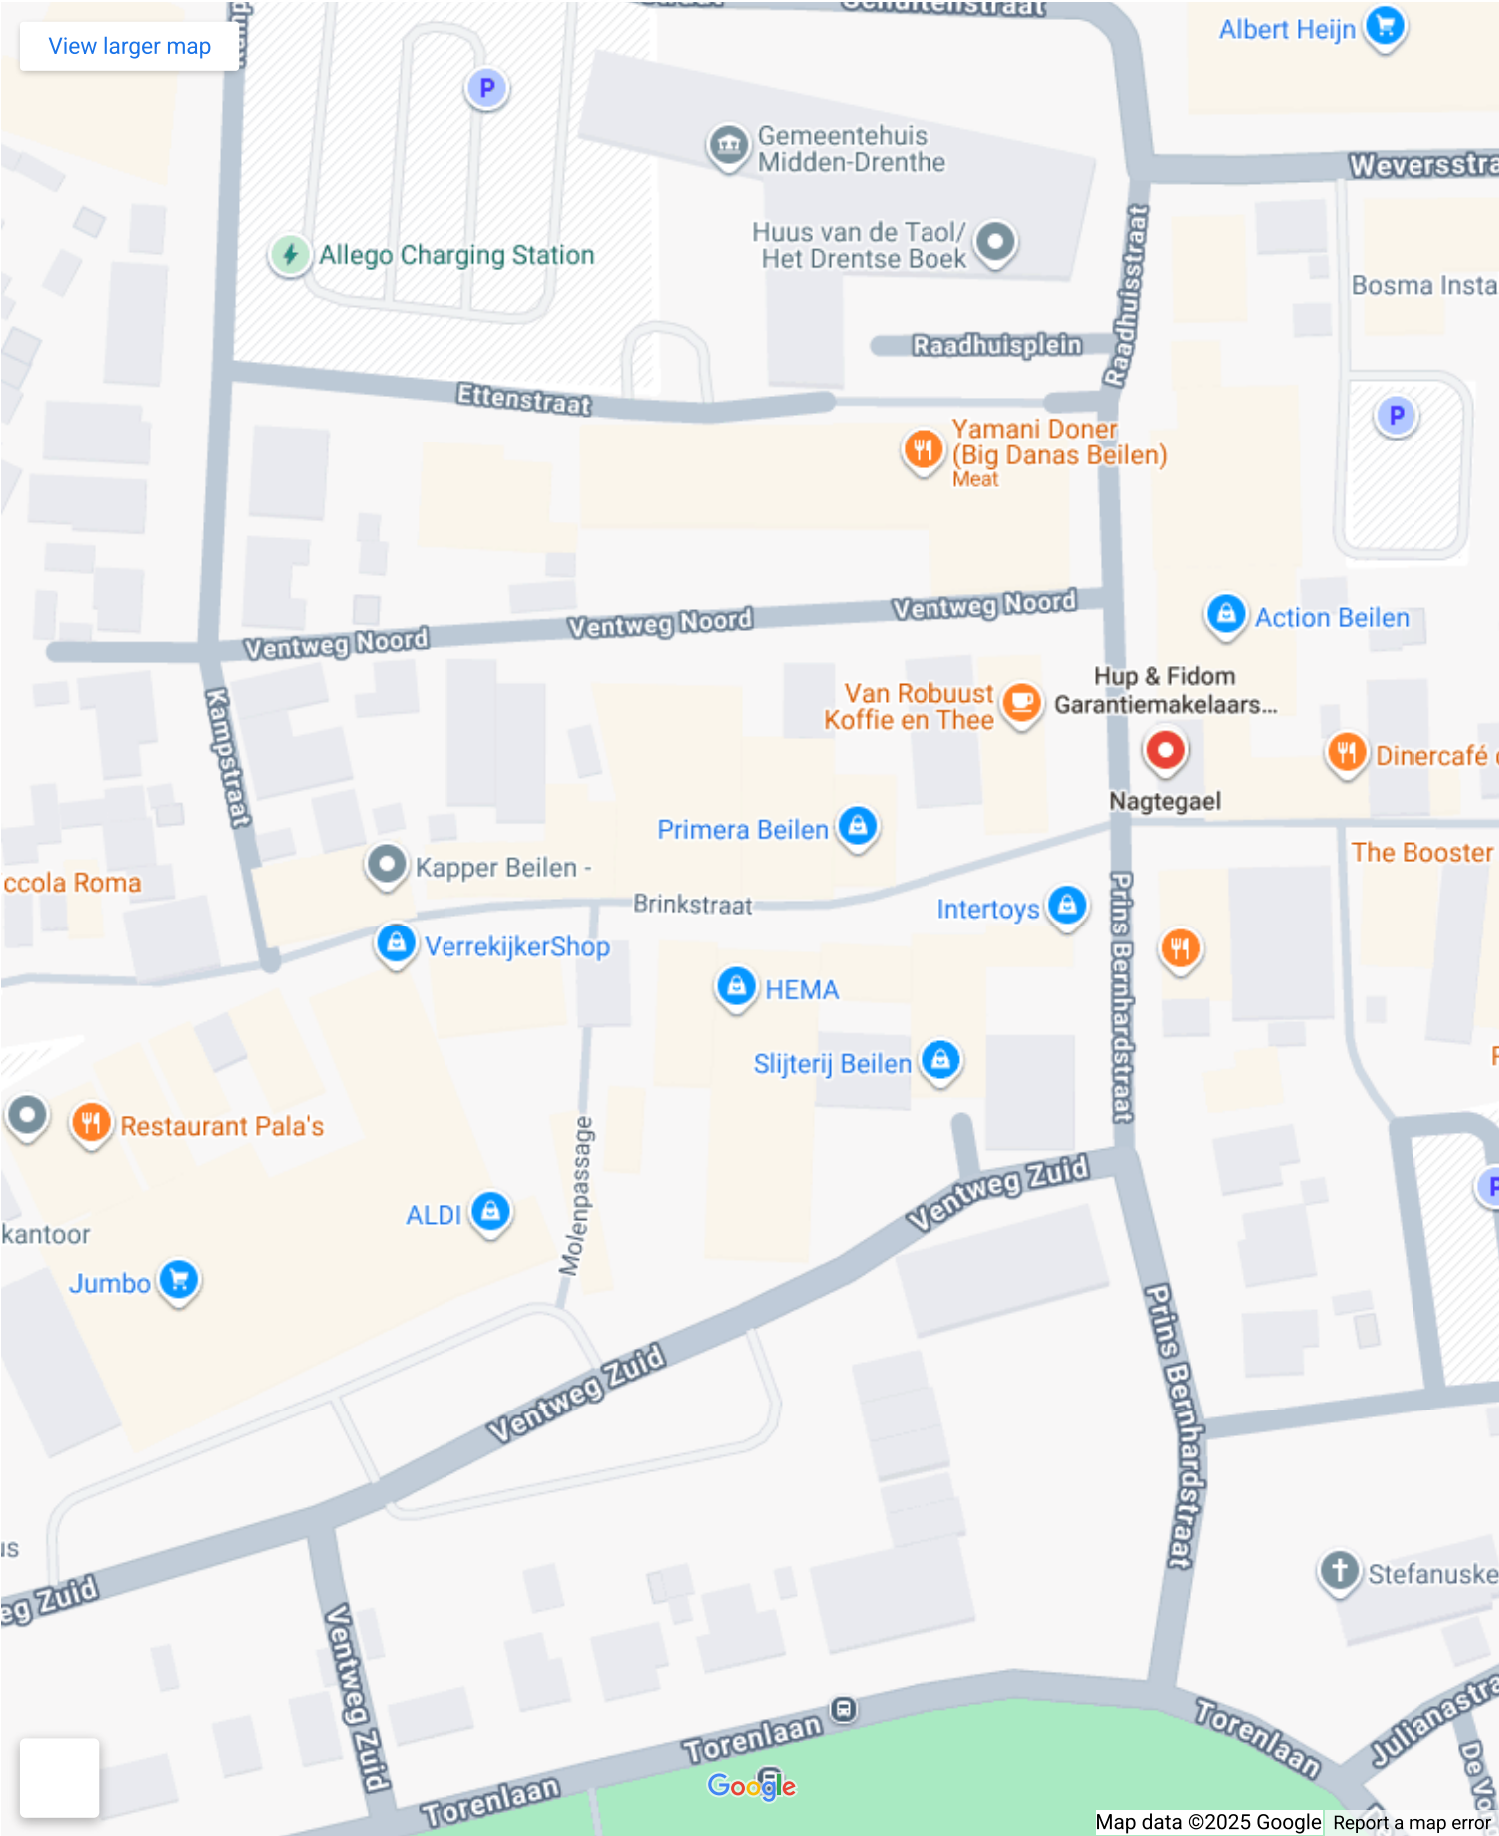 View larger map
Schuitenstraat
Albert Heijn
P
Gemeentehuis
Midden-Drenthe
Weversstra
Huus van de Taol/
Het Drentse Boek
Allego Charging Station
Raadhuisstraat
Bosma Insta
Raadhuisplein
Ettenstraat
P
Yamani Doner
(Big Danas Beilen)
Meat
Ventweg Noord
Ventweg Noord
Ventweg Noord
Action Beilen
Kampstraat
Hup & Fidom
Garantiemakelaars...
Nagtegael
Van Robuust
Koffie en Thee
Dinercafé
Primera Beilen
The Booster
Kapper Beilen -
ccola Roma
Brinkstraat
Intertoys
Prins Bernhardstraat
VerrekijkerShop
HEMA
Slijterij Beilen
Restaurant Pala's
Molenpassage
Ventweg Zuid
P
ALDI
kantoor
Jumbo
Prins Bernhardstraat
Ventweg Zuid
us
Stefanuske
eg Zuid
Ventweg Zuid
Torenlaan
Torenlaan
Torenlaan
Julianastra
De Vo
Google
Map data ©2025 Google
Report a map error